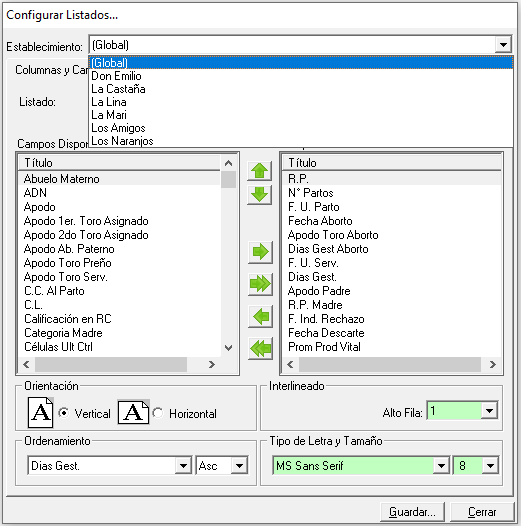 Configurar Listados...
Establecimiento: (Global)
(Global)
Don Emilio
La Castaña
La Lina
La Mari
Los Amigos
Los Naranjos
Columnas y Ca
Listado:
Campos Dispon
Título
Abuelo Materno
ADN
Apodo
Apodo 1er. Toro Asignado
Apodo 2do Toro Asignado
Apodo Ab. Paterno
Apodo Toro Preño
Apodo Toro Serv.
C.C. Al Parto
C.L.
Calificación en RC
Categoria Madre
Células Ult Ctrl
Título
R.P.
N° Partos
F. U. Parto
Fecha Aborto
Apodo Toro Aborto
Dias Gest Aborto
F. U. Serv.
Dias Gest.
Apodo Padre
R.P. Madre
F. Ind. Rechazo
Fecha Descarte
Prom Prod Vital
Orientación
A Vertical A Horizontal
Interlineado
Alto Fila: 1
Ordenamiento
Dias Gest. Asc
Tipo de Letra y Tamaño
MS Sans Serif 8
Guardar... Cerrar